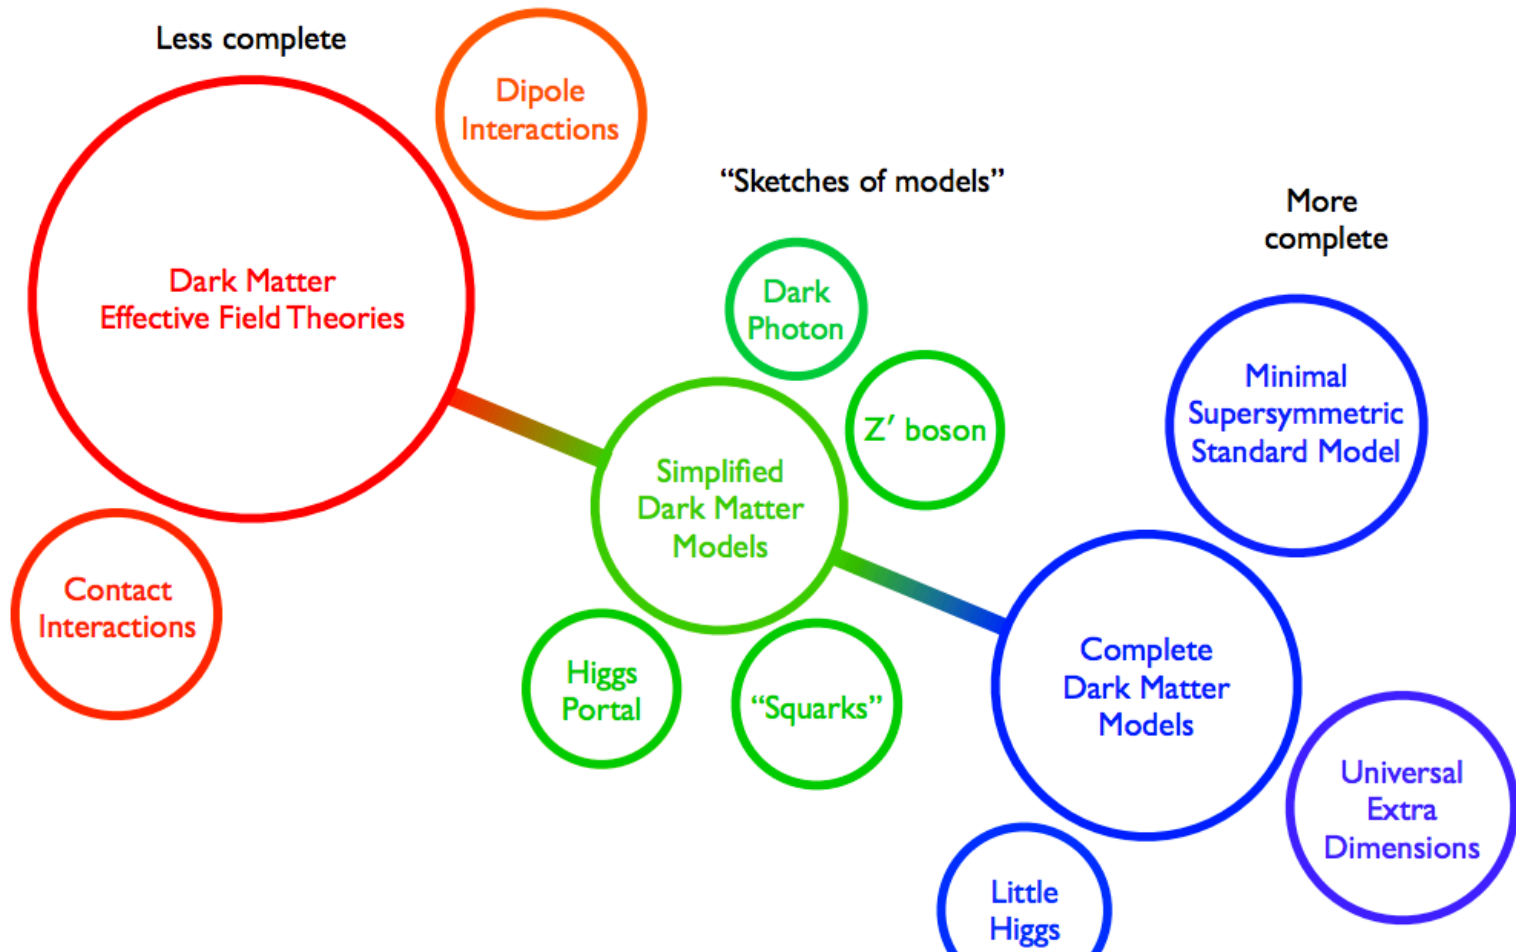 Less complete
Dipole
Interactions
“Sketches of models”
More
complete
Dark Matter
Effective Field Theories
Dark
Photon
Z′ boson
Minimal
Supersymmetric
Standard Model
Simplified
Dark Matter
Models
Contact
Interactions
Higgs
Portal
“Squarks”
Complete
Dark Matter
Models
Universal
Extra
Dimensions
Little
Higgs